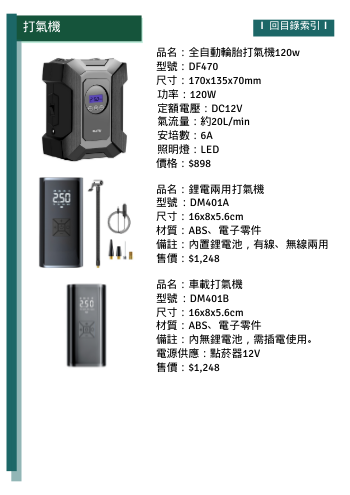 打氣機
回目錄索引
品名：全自動輪胎打氣機120w
型號：DF470
尺寸：170x135x70mm
功率：120W
定額電壓：DC12V
氣流量：約20L/min
安培數：6A
照明燈：LED
價格：$898
品名：鋰電兩用打氣機
型號 ：DM401A
尺寸：16x8x5.6cm
材質：ABS、電子零件
備註：內置鋰電池，有線、無線兩用
售價：$1,248
250
品名：車載打氣機
型號 ：DM401B
尺寸：16x8x5.6cm
材質：ABS、電子零件
備註：內無鋰電池，需插電使用。
電源供應：點菸器12V
售價：$1,248
250